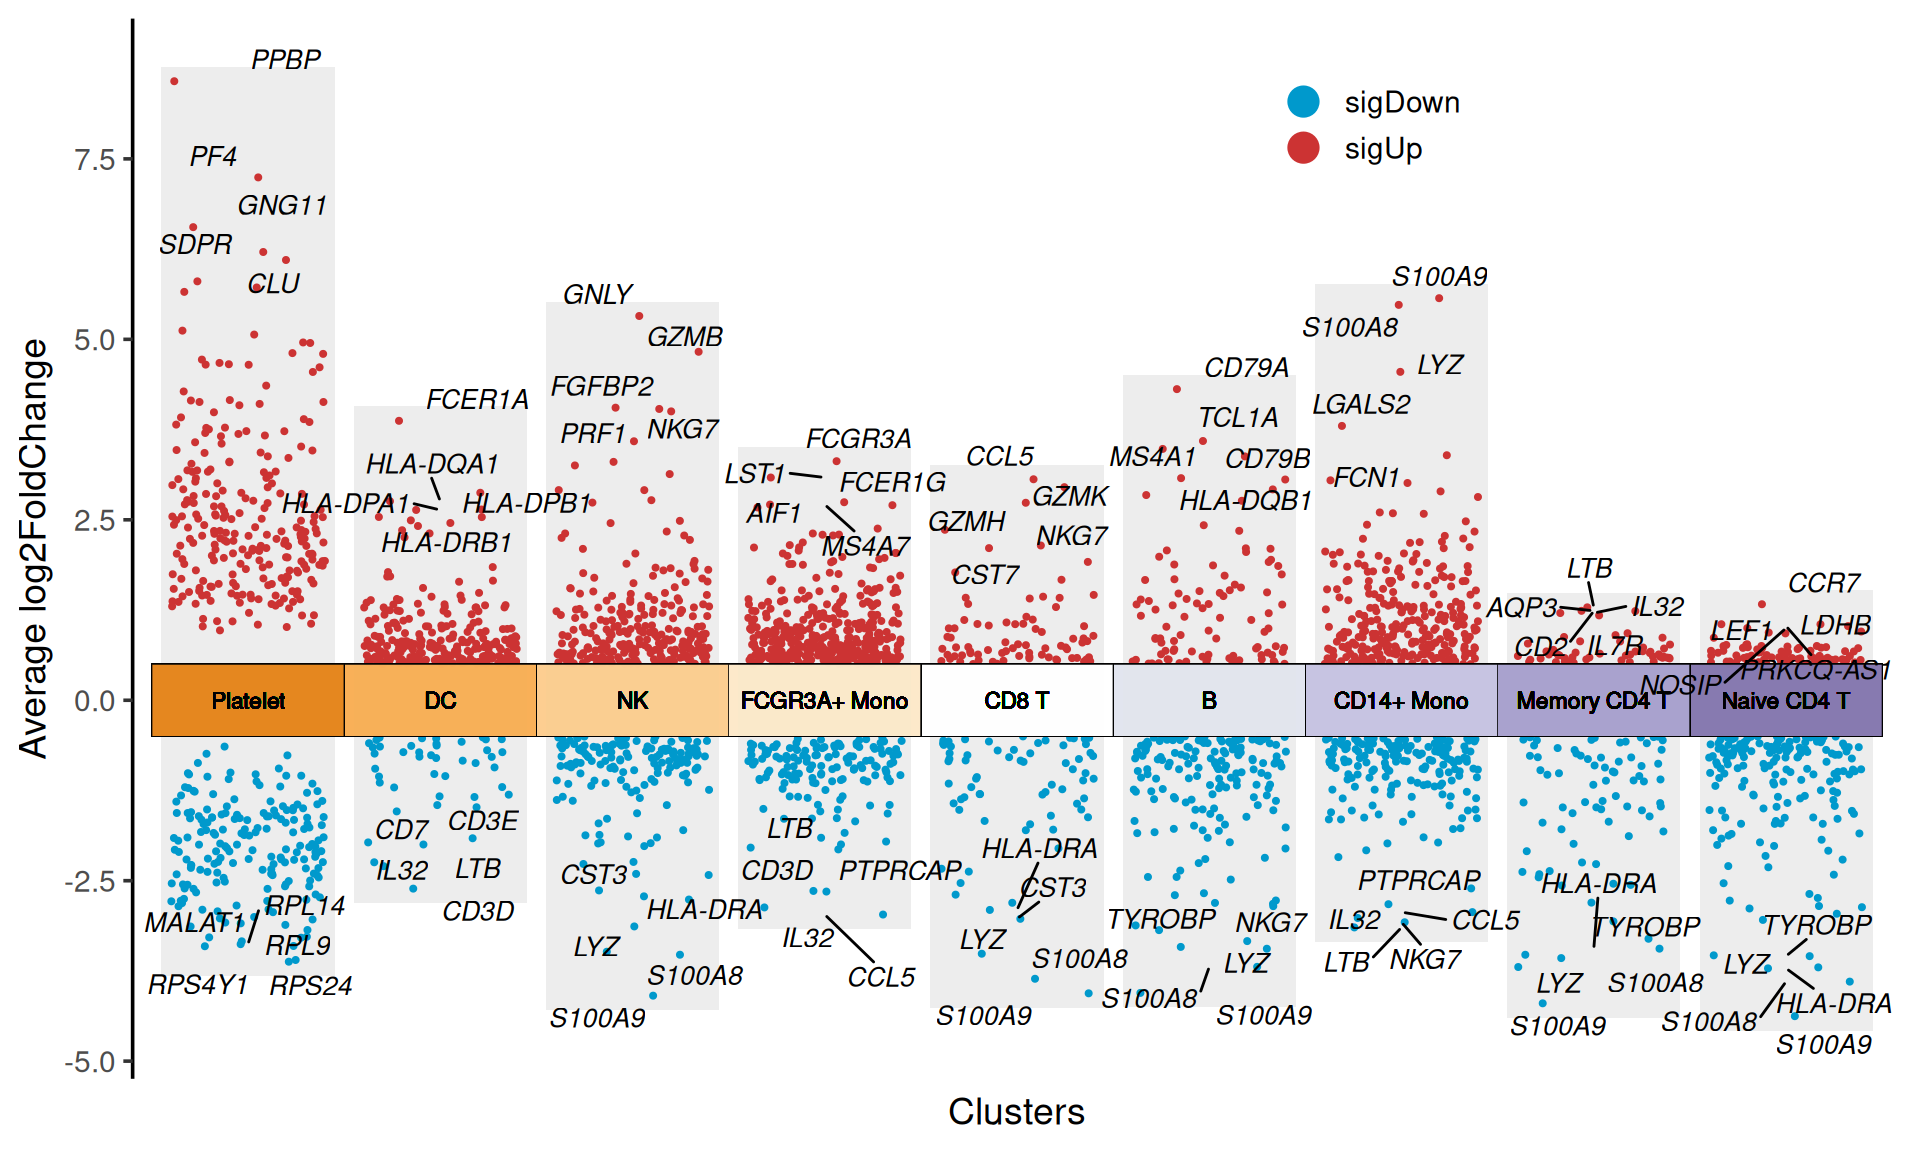 PPBP
sigDown
sigUp
7.5
PF4
GNG11
SDPR
CLU
S100A9
GNLY
S100A8
5.0
GZMB
LYZ
CD79A
FGFBP2
FCER1A
LGALS2
TCL1A
PRF1
NKG7
FCGR3A
CCL5
MS4A1
CD79B
HLA-DQA1
LST1
FCER1G
FCN1
HLA-DPA1
HLA-DPB1
GZMK
HLA-DQB1
2.5
AIF1
GZMH
NKG7
HLA-DRB1
MS4A7
CST7
LTB
CCR7
AQP3
IL32
LEF1
LDHB
CD2
IL7R
PRKCQ-AS1
NOSIP
0.0
Platelet
DC
NK
FCGR3A+ Mono
CD8 T
B
CD14+ Mono
Memory CD4 T
Naive CD4 T
CD7
CD3E
LTB
HLA-DRA
IL32
LTB
CST3
CD3D
PTPRCAP
CST3
PTPRCAP
HLA-DRA
-2.5
MALAT1
RPL14
CD3D
HLA-DRA
TYROBP
NKG7
IL32
CCL5
TYROBP
TYROBP
RPL9
LYZ
IL32
LYZ
S100A8
LYZ
LTB
NKG7
LYZ
RPS4Y1
RPS24
S100A8
CCL5
S100A8
LYZ
S100A8
HLA-DRA
S100A9
S100A9
S100A9
S100A9
S100A8
S100A9
-5.0
Average log2FoldChange
Clusters